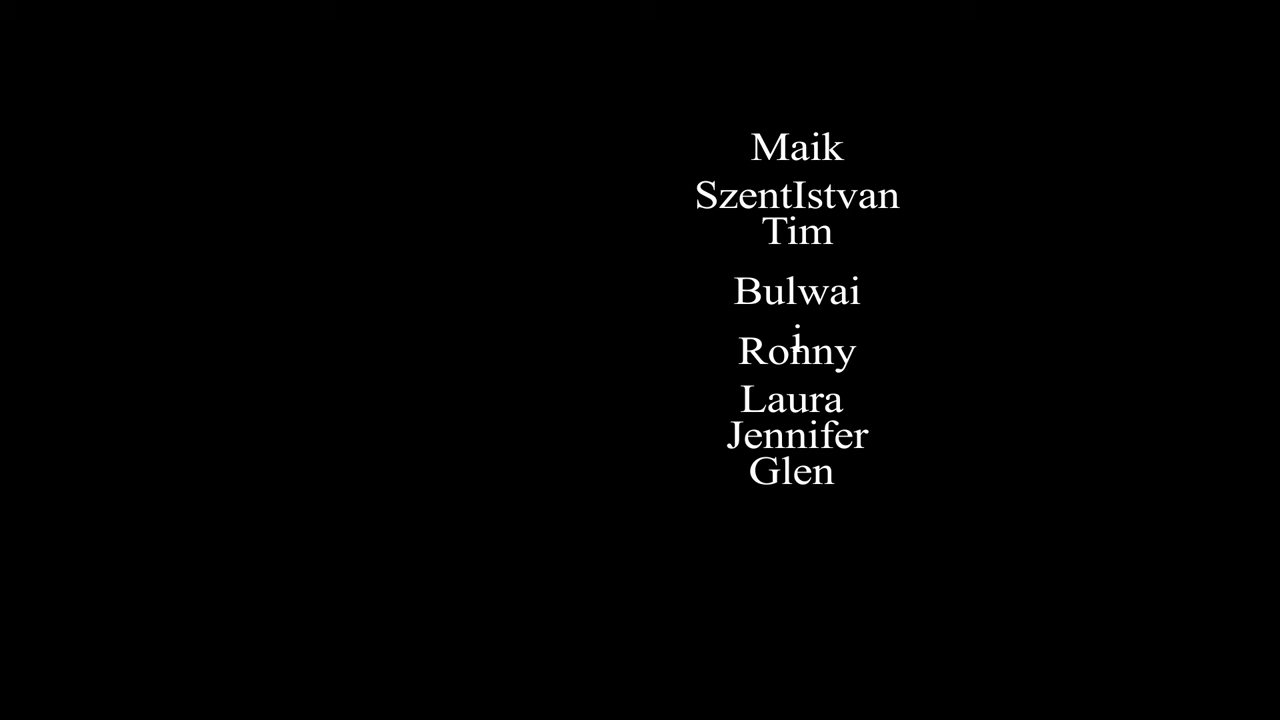 Maik
SzentIstvan
Tim
Bulwai
i
Ronny
Laura
Jennifer
Glen